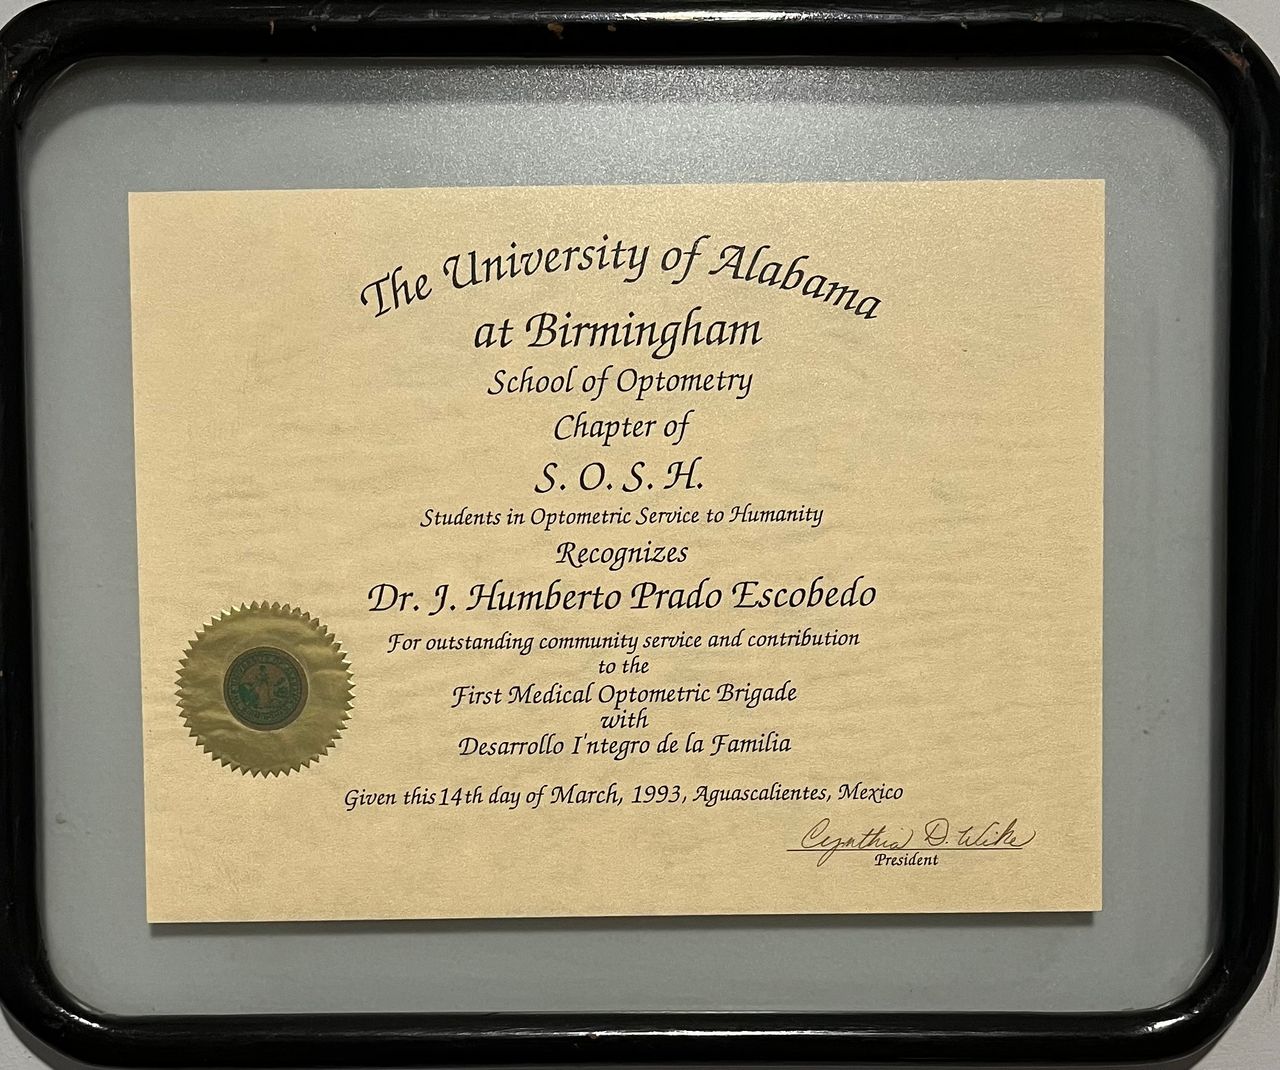 The University of Alabama
at Birmingham
School of Optometry
Chapter of
S. O. S. H.
Students in Optometric Service to Humanity
Recognizes
Dr. J. Humberto Prado Escobedo
For outstanding community service and contribution
to the
First Medical Optometric Brigade
with
Desarrollo I'ntegro de la Familia
Given this 14th day of March, 1993, Aguascalientes, Mexico
Cynthia D. Wike
President